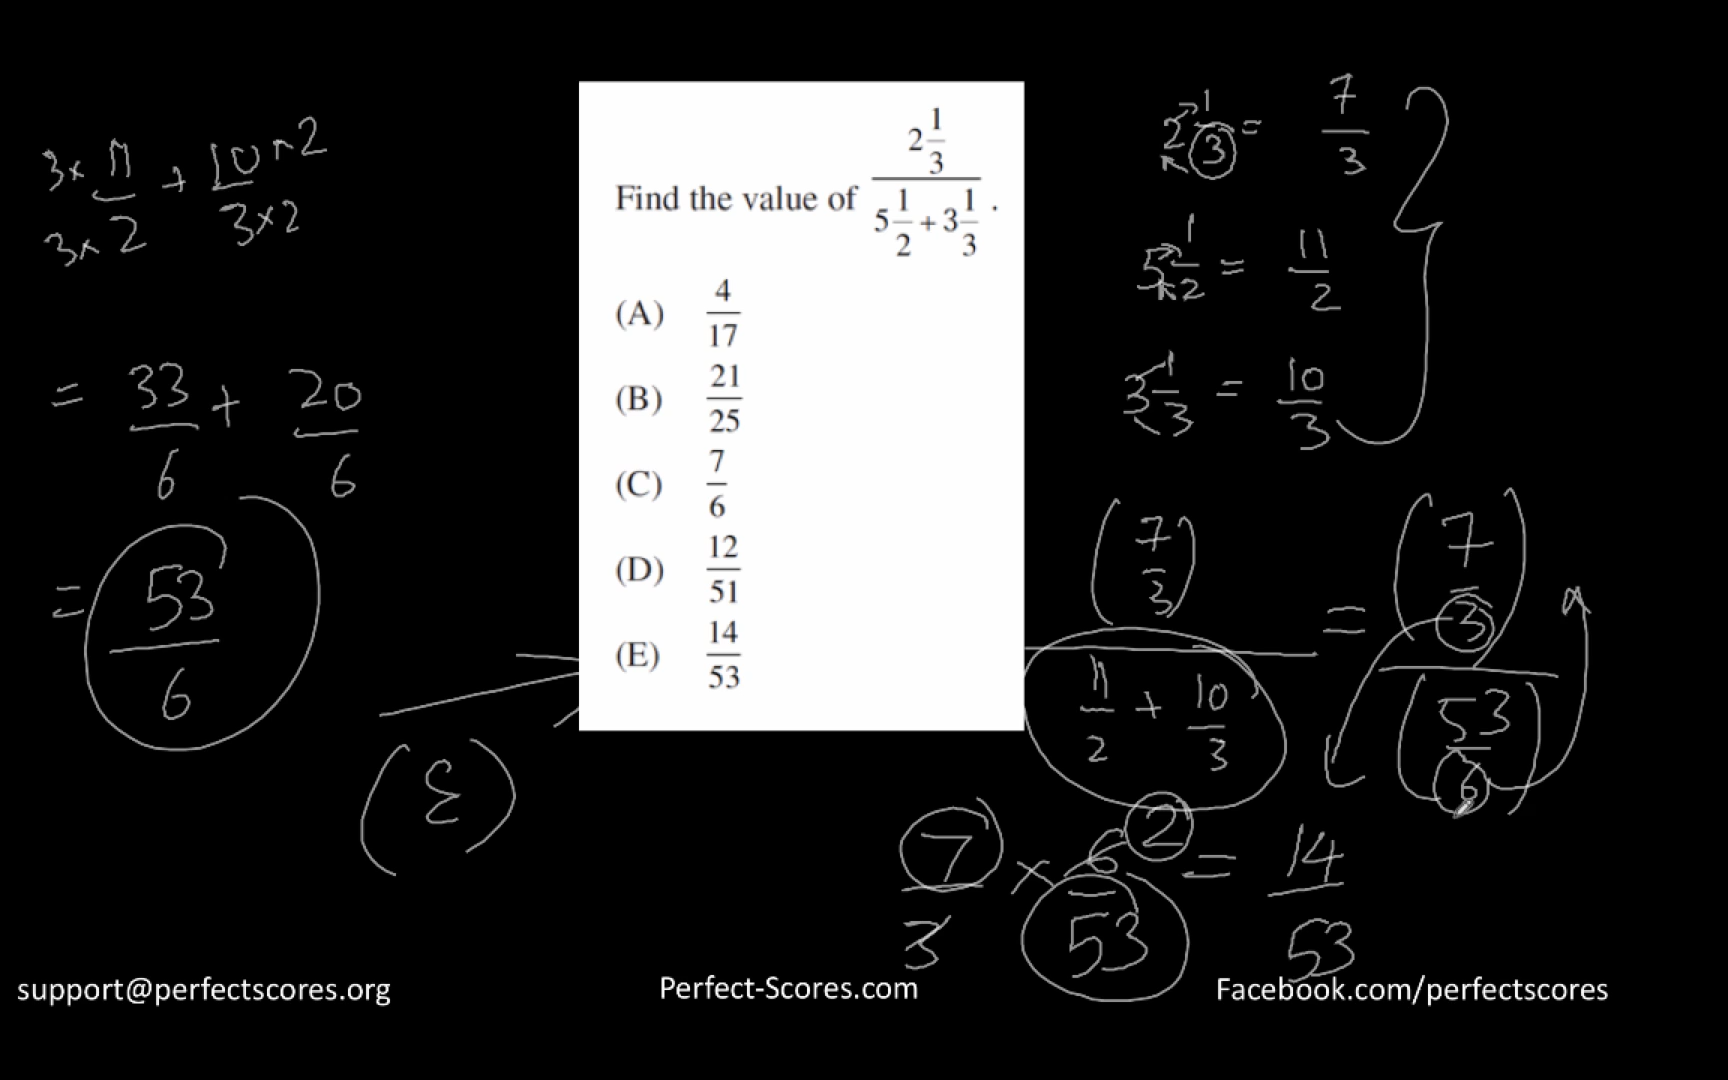 3× 11/2 + 10×2/3×2
3× 2
= 33/6 + 20/6
= 53/6
(E)
Find the value of 2 1/3 / 5 1/2 + 3 1/3 .
(A) 4/17
(B) 21/25
(C) 7/6
(D) 12/51
(E) 14/53
2 1/3 = 7/3
5 1/2 = 11/2
3 1/3 = 10/3
(7/3) / 11/2 + 10/3 = (7/3) / (53/6)
7/3 × 6/53 2 = 14/53
support@perfectscores.org
Perfect-Scores.com
Facebook.com/perfectscores